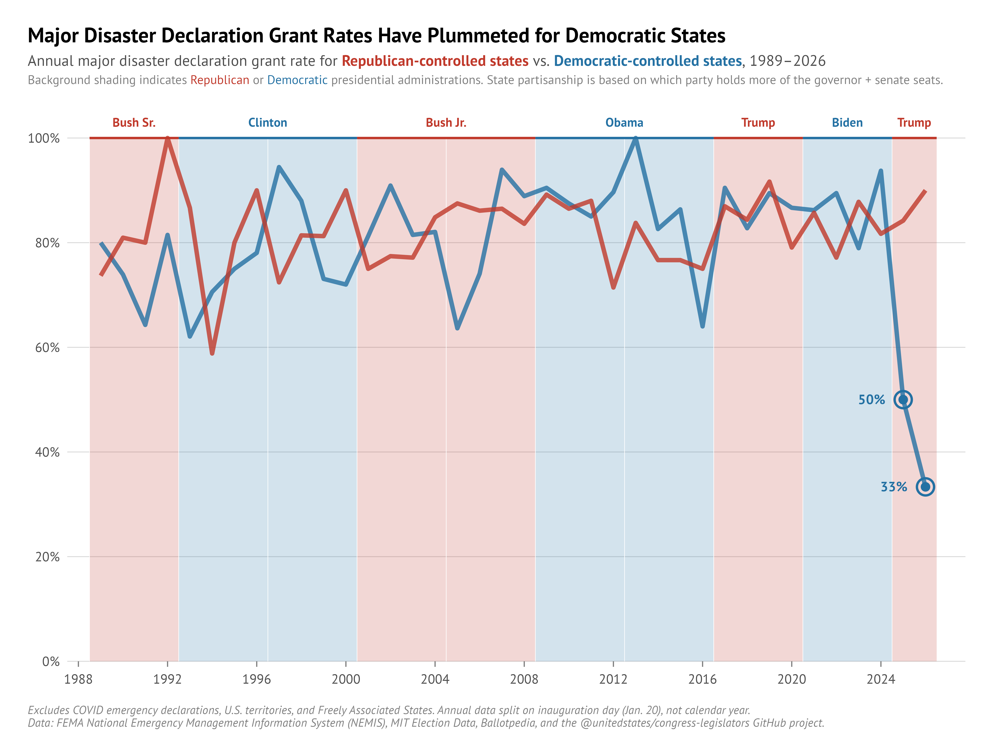 Major Disaster Declaration Grant Rates Have Plummeted for Democratic States
Annual major disaster declaration grant rate for Republican-controlled states vs. Democratic-controlled states, 1989–2026
Background shading indicates Republican or Democratic presidential administrations. State partisanship is based on which party holds more of the governor + senate seats.
Bush Sr. Clinton Bush Jr. Obama Trump Biden Trump
100%
80%
60%
50%
40%
33%
20%
0%
1988 1992 1996 2000 2004 2008 2012 2016 2020 2024
Excludes COVID emergency declarations, U.S. territories, and Freely Associated States. Annual data split on inauguration day (Jan. 20), not calendar year.
Data: FEMA National Emergency Management Information System (NEMIS), MIT Election Data, Ballotpedia, and the @unitedstates/congress-legislators GitHub project.